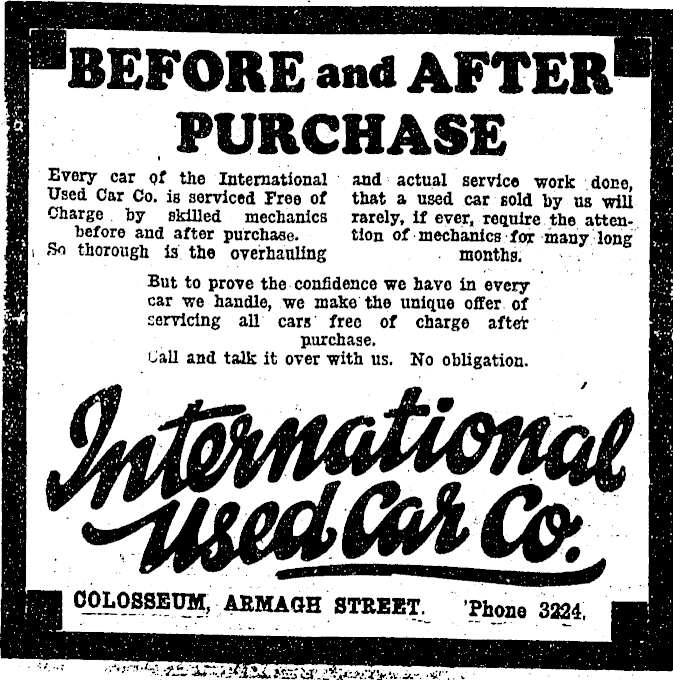 BEFORE and AFTER
PURCHASE
Every car of the International
Used Car Co. is serviced Free of
Charge by skilled mechanics
before and after purchase.
So thorough is the overhauling
and actual service work done,
that a used car sold by us will
rarely, if ever, require the atten-
tion of mechanics for many long
months.
But to prove the confidence we have in every
car we handle, we make the unique offer of
servicing all cars free of charge after
purchase.
Call and talk it over with us. No obligation.
International
Used Car Co.
COLOSSEUM, ARMAGH STREET. 'Phone 3224.